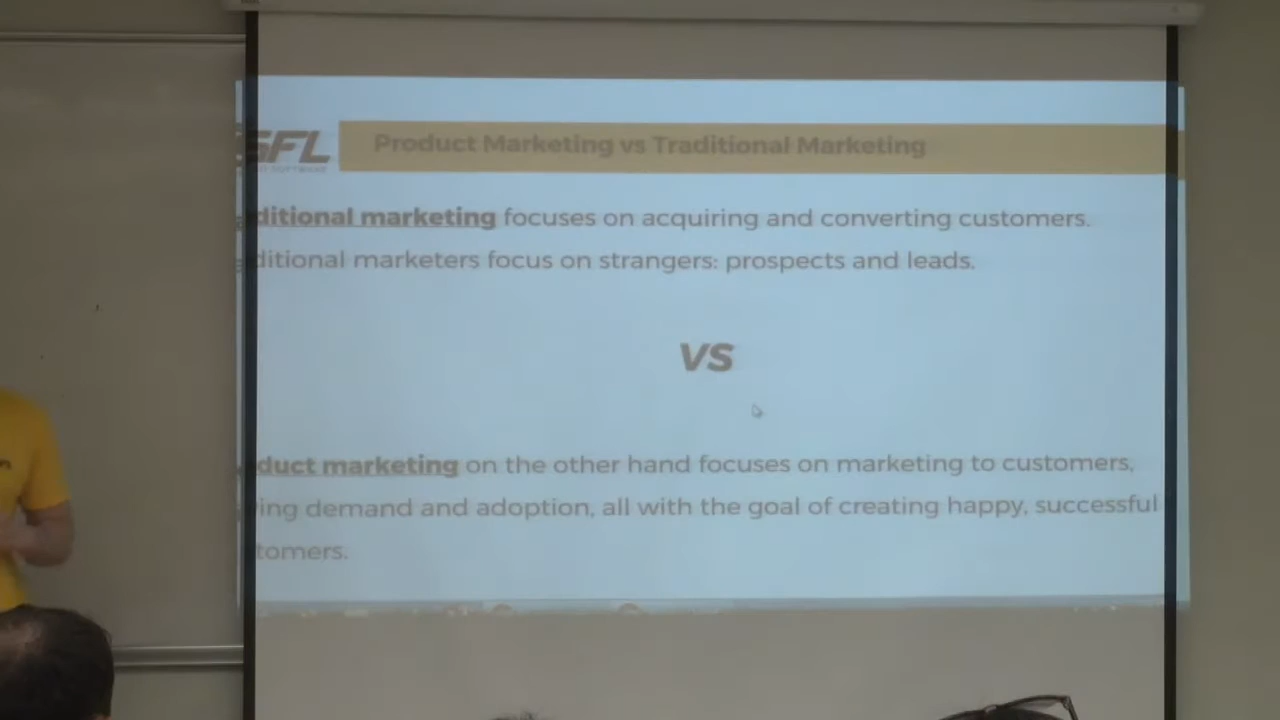 SFL
Product Marketing vs Traditional Marketing
ditional marketing focuses on acquiring and converting customers.
ditional marketers focus on strangers: prospects and leads.
VS
duct marketing on the other hand focuses on marketing to customers,
ing demand and adoption, all with the goal of creating happy, successful
tomers.